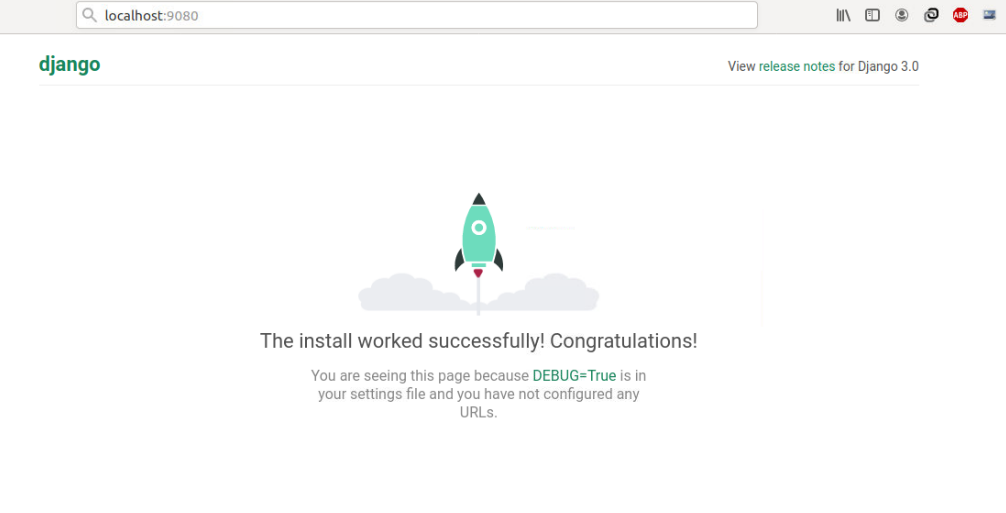 localhost:9080
ABP
django
View release notes for Django 3.0
The install worked successfully! Congratulations!
You are seeing this page because DEBUG=True is in
your settings file and you have not configured any
URLs.